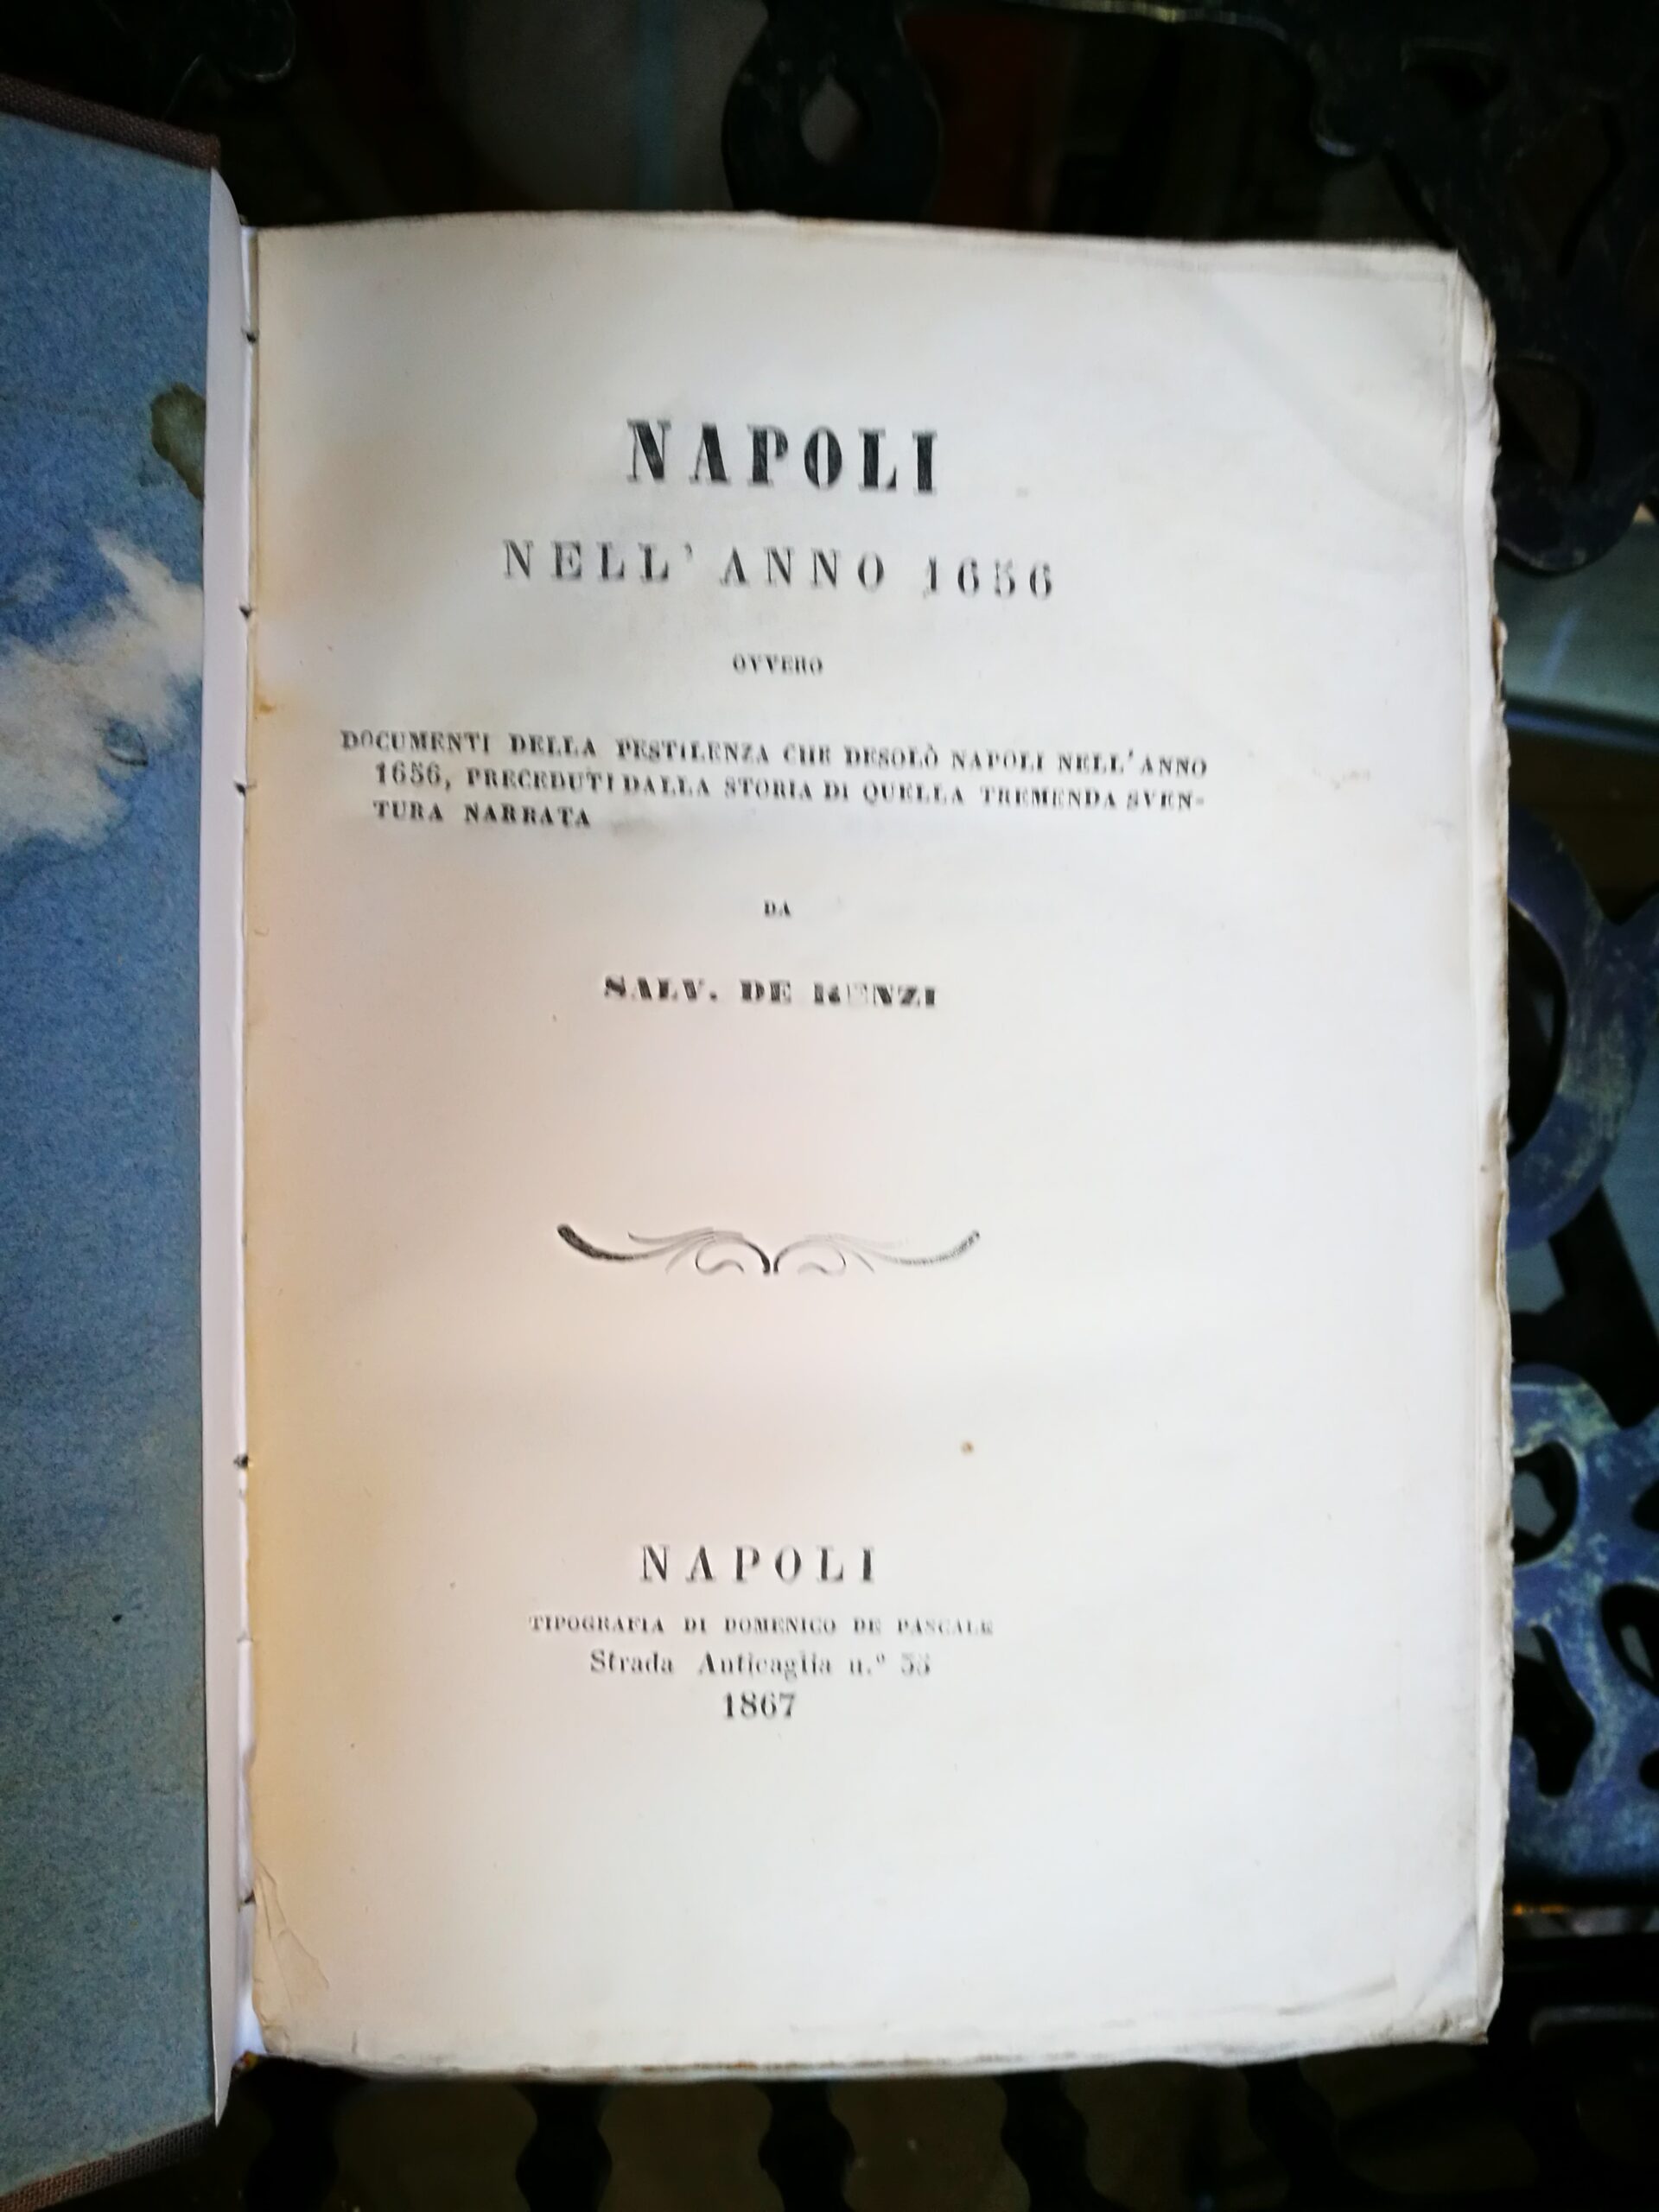 NAPOLI
NELL' ANNO 1656
OVVERO
DOCUMENTI DELLA PESTILENZA CHE DESOLÒ NAPOLI NELL' ANNO
1656, PRECEDUTI DALLA STORIA DI QUELLA TREMENDA SVEN-
TURA NARRATA
DA
SALV. DE RENZI
NAPOLI
TIPOGRAFIA DI DOMENICO DE PASCALE
Strada Anticaglia n.º
1867